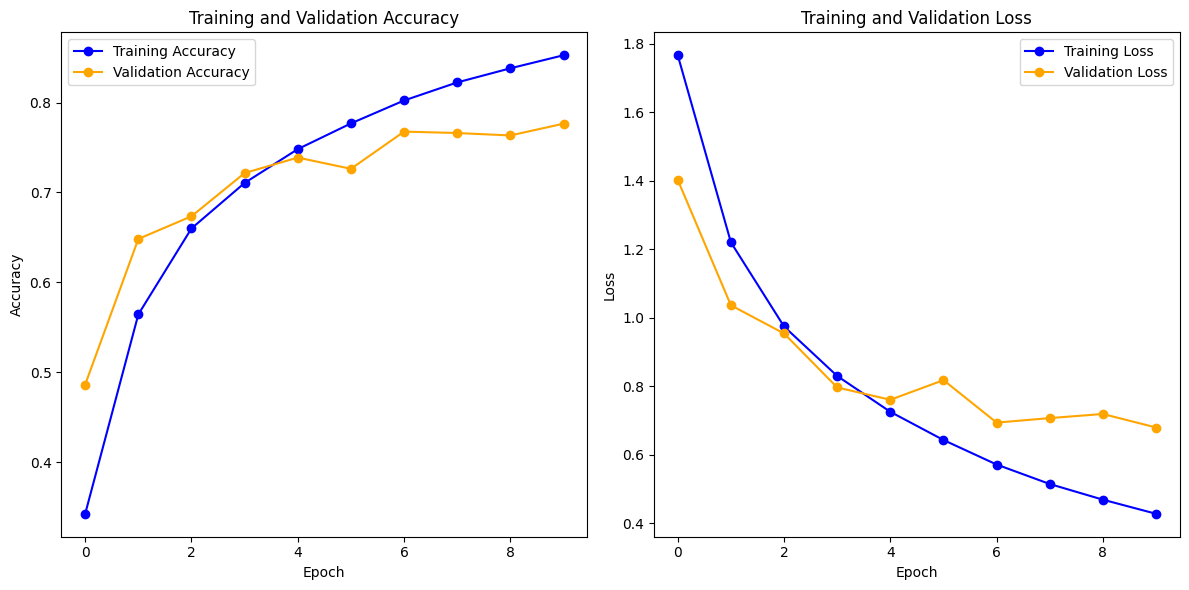 Training and Validation Accuracy
Training Accuracy
Validation Accuracy
0.8
0.7
0.6
0.5
0.4
Accuracy
0 2 4 6 8
Epoch
Training and Validation Loss
Training Loss
Validation Loss
1.8
1.6
1.4
1.2
1.0
0.8
0.6
0.4
Loss
0 2 4 6 8
Epoch